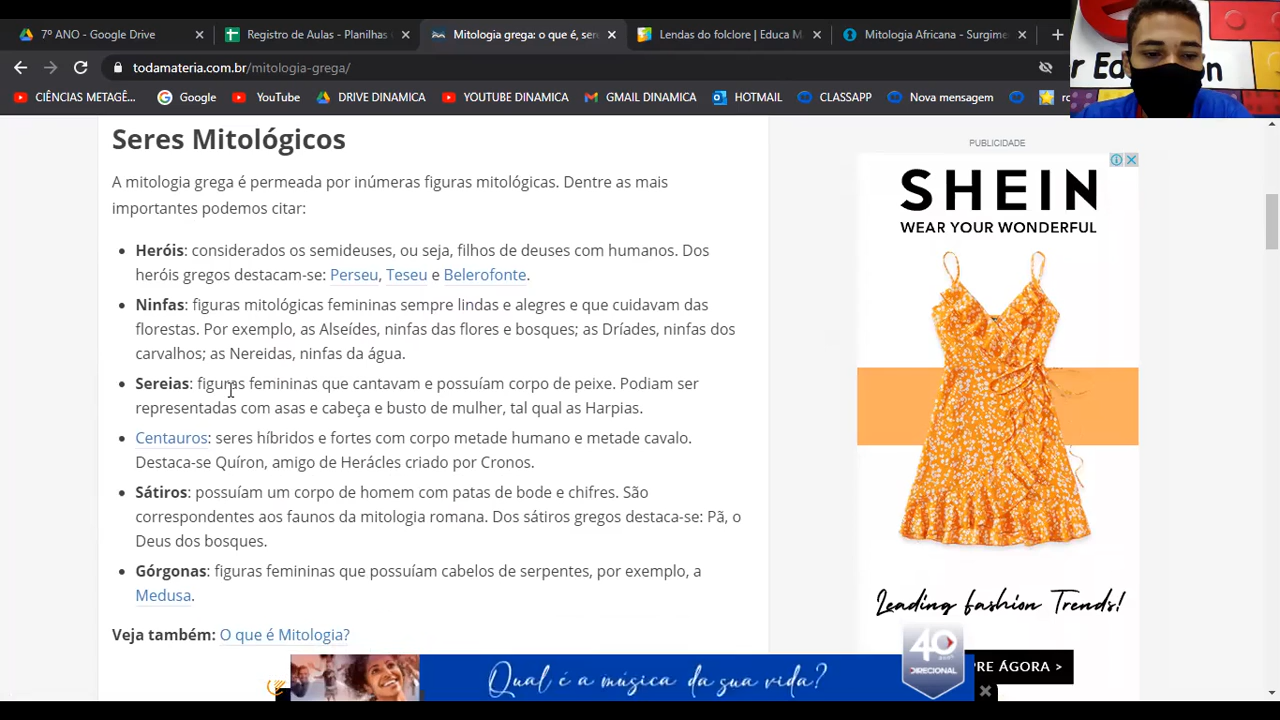 7º ANO - Google Drive
Registro de Aulas - Planilhas
Mitologia grega: o que é, sere
Lendas do folclore | Educa M
Mitologia Africana - Surgime
todamateria.com.br/mitologia-grega/
r Ed
on
CIÊNCIAS METAGÊ...
Google
YouTube
DRIVE
YOUTUBE DINAMICA
GMAIL DINAMICA
HOTMAIL
CLASSAPP
Nova mensagem
Seres Mitológicos
A mitologia grega é permeada por inúmeras figuras mitológicas. Dentre as mais
importantes podemos citar:
Heróis: considerados os semideuses, ou seja, filhos de deuses com humanos. Dos
heróis gregos destacam-se: Perseu, Teseu e Belerofonte.
Ninfas: figuras mitológicas femininas sempre lindas e alegres e que cuidavam das
florestas. Por exemplo, as Alseídes, ninfas das flores e bosques; as Dríades, ninfas dos
carvalhos; as Nereidas, ninfas da água.
Sereias: figuras femininas que cantavam e possuíam corpo de peixe. Podiam ser
representadas com asas e cabeça e busto de mulher, tal qual as Harpias.
Centauros: seres híbridos e fortes com corpo metade humano e metade cavalo.
Destaca-se Quíron, amigo de Herácles criado por Cronos.
Sátiros: possuíam um corpo de homem com patas de bode e chifres. São
correspondentes aos faunos da mitologia romana. Dos sátiros gregos destaca-se: Pã, o
Deus dos bosques.
Górgonas: figuras femininas que possuíam cabelos de serpentes, por exemplo, a
Medusa.
Veja também: O que é Mitologia?
PUBLICIDADE
SHEIN
WEAR YOUR WONDERFUL
Leading fashion Trends!
PRE ÁGORA >
Qual é a música da sua vida?
40
anos
DIRECIONAL